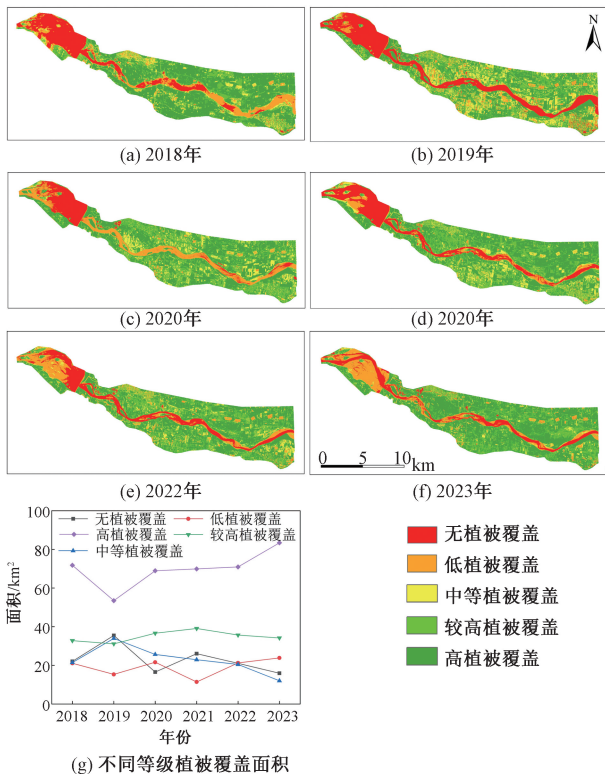 N
(a) 2018年
(b) 2019年
(c) 2020年
(d) 2020年
(e) 2022年
0 5 10 km
(f) 2023年
无植被覆盖 低植被覆盖
高植被覆盖 较高植被覆盖
中等植被覆盖
面积/km²
100
80
60
40
20
0
2018 2019 2020 2021 2022 2023
年份
(g) 不同等级植被覆盖面积
无植被覆盖
低植被覆盖
中等植被覆盖
较高植被覆盖
高植被覆盖